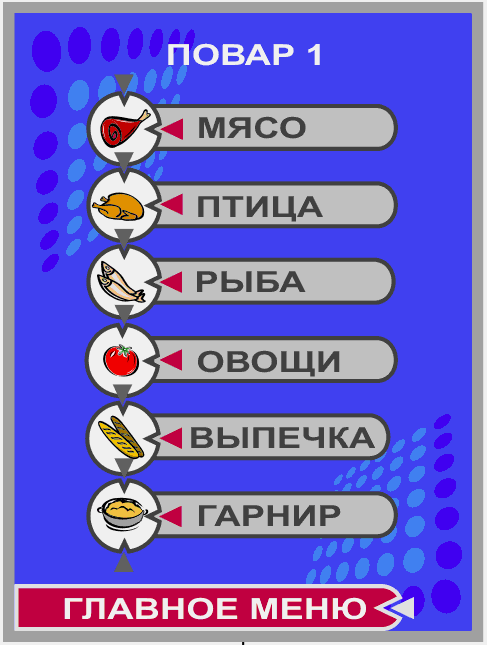 ПОВАР 1
МЯСО
ПТИЦА
РЫБА
ОВОЩИ
ВЫПЕЧКА
ГАРНИР
ГЛАВНОЕ МЕНЮ